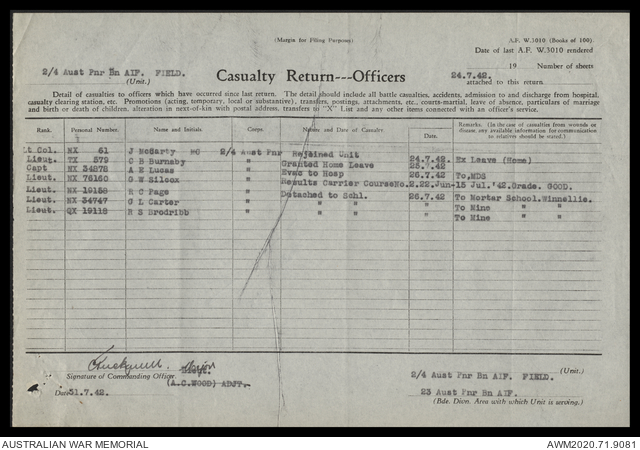 (Margin for Filing Purposes)
A.F. W.3010 (Books of 100).
Date of last A.F. W.3010 rendered
19 Number of sheets
2/4 Aust Pnr Bn AIF. FIELD.
(Unit.)
Casualty Return---Officers
24.7.42.
attached to this return.
Detail of casualties to officers which have occurred since last return. The detail should include all battle casualties, accidents, admission to and discharge from hospital,
casualty clearing station, etc. Promotions (acting, temporary, local or substantive), transfers, postings, attachments, etc., courts-martial, leave of absence, particulars of marriage
and birth or death of children, alteration in next-of-kin with postal address, transfers to "X" List and any other items connected with an officer's service.
Rank. Personal Number. Name and Initials Corps. Nature and Date of Casualty Date. Remarks. (In the case of casualties from wounds or disease any available information for communication to relatives should be stated.)
Lt Col. NX 61 J McCarty MC 2/4 Aust Pnr Rejoined Unit 24.7.42. Ex Leave (Home)
Lieut. TX 579 C B Burnaby " Granted Home Leave 25.7.42
Capt NX 34878 A E Lucas " Evac to Hosp 26.7.42 To MDS
Lieut. NX 76160 G W Silcox " Results Carrier Course No.2.22 Jun-15 Jul.'42.Grade. GOOD.
Lieut. NX 19158 R C Page " Detached to Schl. 26.7.42 To Mortar School.Winnellie.
Lieut. NX 34747 G L Carter " " " " To Mine " "
Lieut. QX 19118 R S Brodribb " " " " To Mine " "
Major
Signature of Commanding Officer.
(A.C.WOOD) ADJT.
Date 31.7.42.
2/4 Aust Pnr Bn AIF. FIELD. (Unit.)
23 Aust Pnr Bn AIF.
(Bde. Divn. Area with which Unit is serving.)
AUSTRALIAN WAR MEMORIAL AWM2020.71.9081